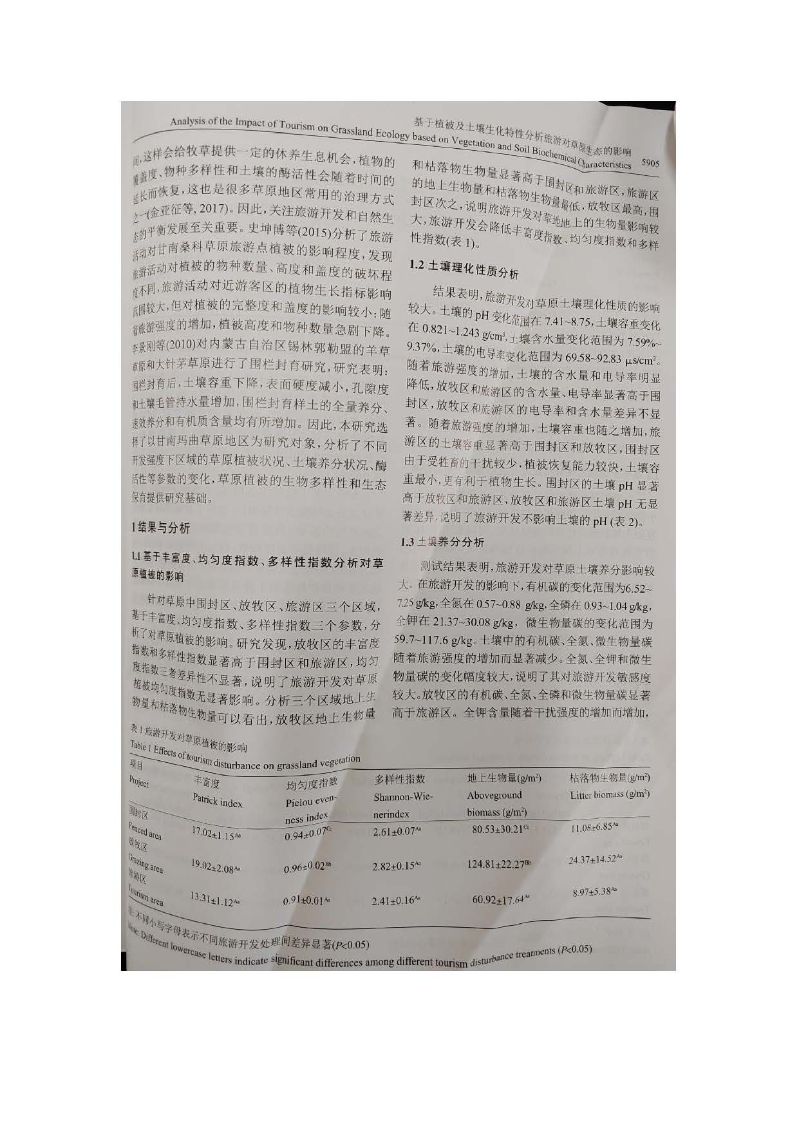 基于植被及土壤生化特性分析旅游对草原生态的影响
Analysis of the Impact of Tourism on Grassland Ecology based on Vegetation and Soil Biochemical Characteristics 5905
间,这样会给牧草提供一定的休养生息机会,植物的
覆盖度、物种多样性和土壤的酶活性会随着时间的
延长而恢复,这也是很多草原地区常用的治理方式
之一(金亚征等, 2017)。因此,关注旅游开发和自然生
态的平衡发展至关重要。史坤博等(2015)分析了旅游
活动对甘南桑科草原旅游点植被的影响程度,发现
旅游活动对植被的物种数量、高度和盖度的破坏程
度不同,旅游活动对近游客区的植物生长指标影响
范围较大,但对植被的完整度和盖度的影响较小;随
着旅游强度的增加,植被高度和物种数量急剧下降。
李景刚等(2010)对内蒙古自治区锡林郭勒盟的羊草
草原和大针茅草原进行了围栏封育研究,研究表明:
围栏封育后,土壤容重下降,表面硬度减小,孔隙度
和土壤毛管持水量增加,围栏封育样土的全量养分、
速效养分和有机质含量均有所增加。因此,本研究选
择了以甘南玛曲草原地区为研究对象,分析了不同
开发强度下区域的草原植被状况、土壤养分状况、酶
活性等参数的变化,草原植被的生物多样性和生态
保育提供研究基础。
1 结果与分析
1.1 基于丰富度、均匀度指数、多样性指数分析对草
原植被的影响
针对草原中围封区、放牧区、旅游区三个区域,
基于丰富度、均匀度指数、多样性指数三个参数,分
析了对草原植被的影响。研究发现,放牧区的丰富度
指数和多样性指数显著高于围封区和旅游区,均匀
度指数三者差异性不显著,说明了旅游开发对草原
植被均匀度指数无显著影响。分析三个区域地上生
物量和枯落物生物量可以看出,放牧区地上生物量
和枯落物生物量显著高于围封区和旅游区,旅游区
的地上生物量和枯落物生物量最低,放牧区最高,围
封区次之,说明旅游开发对草地地上的生物量影响较
大,旅游开发会降低丰富度指数、均匀度指数和多样
性指数(表 1)。
1.2 土壤理化性质分析
结果表明,旅游开发对草原土壤理化性质的影响
较大。土壤的 pH 变化范围在 7.41~8.75,土壤容重变化
在 0.821~1.243 g/cm³,土壤含水量变化范围为 7.59%~
9.37%,土壤的电导率变化范围为 69.58~92.83 μs/cm²。
随着旅游强度的增加,土壤的含水量和电导率明显
降低,放牧区和旅游区的含水量、电导率显著高于围
封区,放牧区和旅游区的电导率和含水量差异不显
著。随着旅游强度的增加,土壤容重也随之增加,旅
游区的土壤容重显著高于围封区和放牧区,围封区
由于受牲畜的干扰较少,植被恢复能力较快,土壤容
重最小,更有利于植物生长。围封区的土壤 pH 显著
高于放牧区和旅游区,放牧区和旅游区土壤 pH 无显
著差异,说明了旅游开发不影响土壤的 pH (表 2)。
1.3 土壤养分分析
测试结果表明,旅游开发对草原土壤养分影响较
大。在旅游开发的影响下,有机碳的变化范围为6.52~
7.25 g/kg,全氮在 0.57~0.88 g/kg,全磷在 0.93~1.04 g/kg,
全钾在 21.37~30.08 g/kg, 微生物量碳的变化范围为
59.7~117.6 g/kg。土壤中的有机碳、全氮、微生物量碳
随着旅游强度的增加而显著减少。全氮、全钾和微生
物量碳的变化幅度较大,说明了其对旅游开发敏感度
较大。放牧区的有机碳、全氮、全磷和微生物量碳显著
高于旅游区。全钾含量随着干扰强度的增加而增加,
表 1 旅游开发对草原植被的影响
Table 1 Effects of tourism disturbance on grassland vegetation
项目 丰富度 均匀度指数 多样性指数 地上生物量(g/m²) 枯落物生物量(g/m²)
Project Patrick index Pielou even- Shannon-Wie- Aboveground Litter biomass (g/m²)
ness index nerindex biomass (g/m²)
围封区
Fenced area 17.02±1.15ᴬᵃ 0.94±0.07 2.61±0.07ᴬᵃ 80.53±30.21 11.08±6.85ᴬᵃ
放牧区
Grazing area 19.02±2.08ᴬᵃ 0.96±0.02 2.82±0.15ᴬᵃ 124.81±22.27 24.37±14.52ᴬᵃ
旅游区
Tourism area 13.31±1.12ᴬᵃ 0.91±0.01ᴬᵃ 2.41±0.16ᴬᵃ 60.92±17.64ᴬᵃ 8.97±5.38ᴬᵃ
注:不同小写字母表示不同旅游开发处理间差异显著(P<0.05)
Note: Different lowercase letters indicate significant differences among different tourism disturbance treatments (P<0.05)